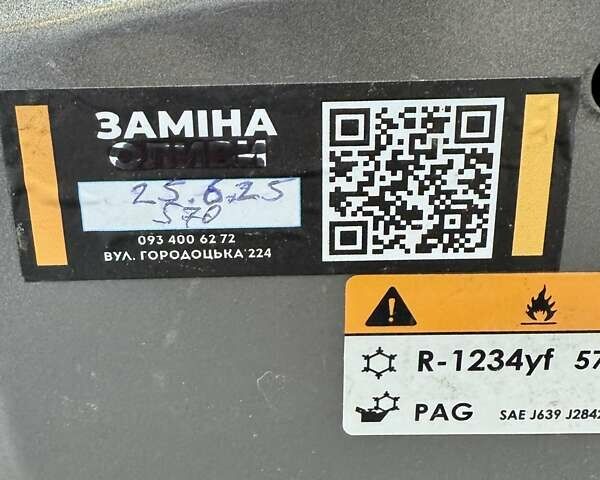 ЗАМІНА
ОЛИВИ
25.6.25
570
093 400 62 72
ВУЛ. ГОРОДОЦЬКА 224
R-1234yf 57
PAG SAE J639 J2842